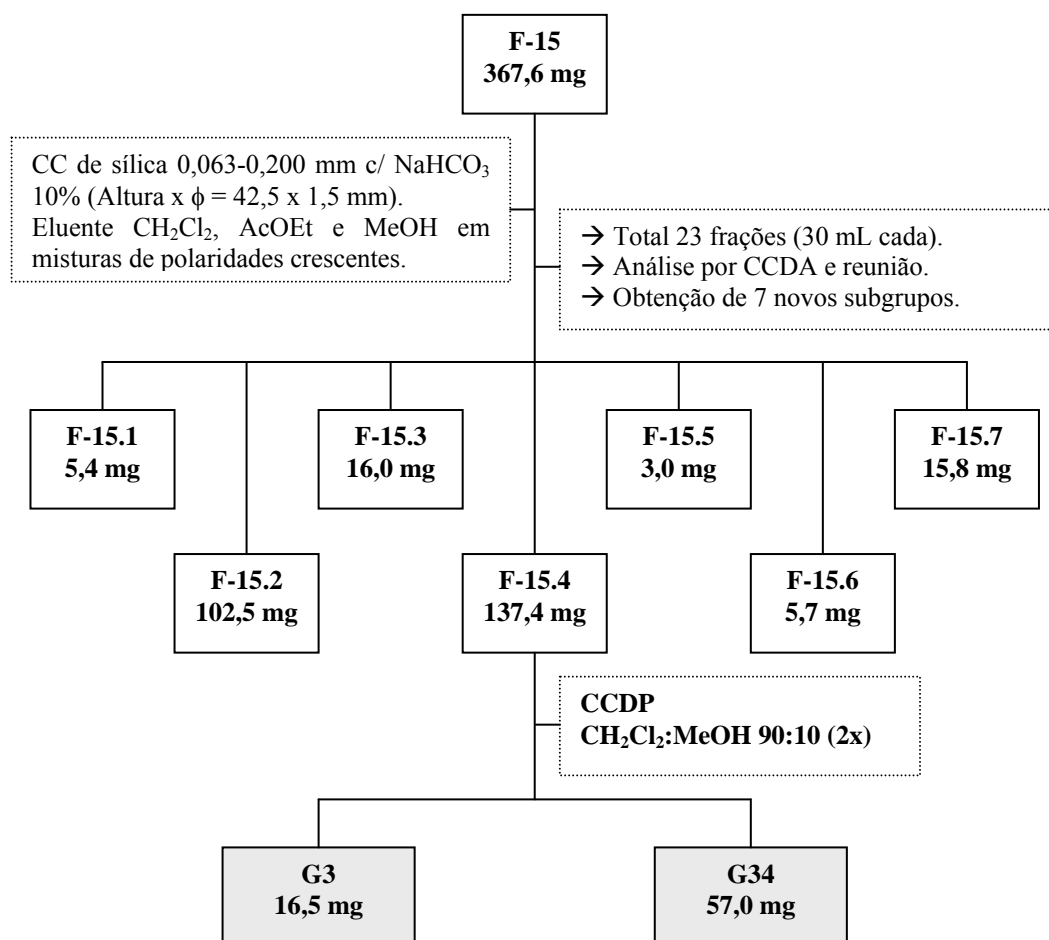 F-15
367,6 mg
CC de sílica 0,063-0,200 mm c/ NaHCO₃
10% (Altura x ϕ = 42,5 x 1,5 mm).
Eluente CH₂Cl₂, AcOEt e MeOH em
misturas de polaridades crescentes.
→ Total 23 frações (30 mL cada).
→ Análise por CCDA e reunião.
→ Obtenção de 7 novos subgrupos.
F-15.1
5,4 mg
F-15.3
16,0 mg
F-15.5
3,0 mg
F-15.7
15,8 mg
F-15.2
102,5 mg
F-15.4
137,4 mg
F-15.6
5,7 mg
CCDP
CH₂Cl₂:MeOH 90:10 (2x)
G3
16,5 mg
G34
57,0 mg